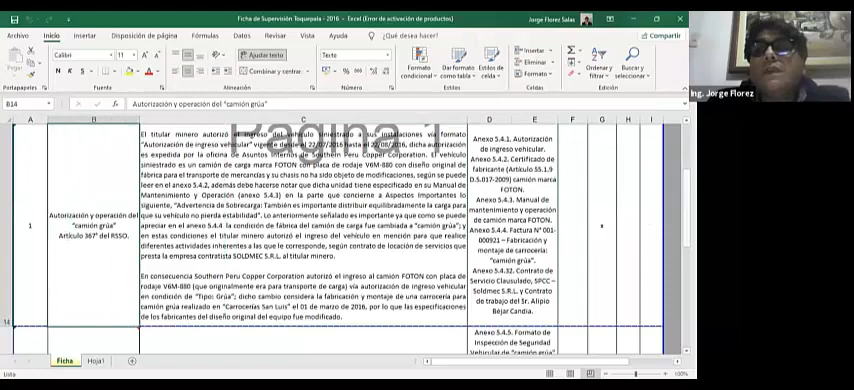 Ficha de Supervisión Toquepala - 2016 - Excel (Error de activación de productos)
Jorge Florez Salas
Archivo Inicio Insertar Disposición de página Fórmulas Datos Revisar Vista Ayuda ¿Qué desea hacer? Compartir
Calibri 11 A A Ajustar texto Texto Insertar
Pegar N K S Combinar y centrar % 000 Formato condicional Dar formato como tabla Estilos de celda Eliminar Formato Ordenar y filtrar Buscar y seleccionar
Portapapeles Fuente Alineación Número Estilos Celdas Edición
Ing. Jorge Florez
B14 fx Autorización y operación del "camión grúa"
A B C D E F G H I
Página 1
El titular minero autorizó el ingreso del vehículo siniestrado a sus instalaciones vía formato
"Autorización de ingreso vehicular" vigente desde el 22/07/2016 hasta el 22/08/2016, dicha autorización
es expedida por la oficina de Asuntos Internos de Southern Peru Copper Corporation. El vehículo
siniestrado es un camión de carga marca FOTON con placa de rodaje V6M-880 con diseño original de
fábrica para el transporte de mercancías y su chasis no ha sido objeto de modificaciones, según se puede
leer en el anexo 5.4.2, además debe hacerse notar que dicha unidad tiene especificado en su Manual de
Mantenimiento y Operación (anexo 5.4.3) en la parte que concierne a Aspectos importantes lo
siguiente, "Advertencia de Sobrecarga: También es importante distribuir equilibradamente la carga para
que su vehículo no pierda estabilidad". Lo anteriormente señalado es importante ya que como se puede
apreciar en el anexo 5.4.4 la condición de fábrica del camión de carga fue cambiada a "camión grúa"; y
en estas condiciones el titular minero autorizó el ingreso del vehículo en mención para que realice
diferentes actividades inherentes a las que le corresponde, según contrato de locación de servicios que
presta la empresa contratista SOLDMEC S.R.L. al titular minero.
En consecuencia Southern Peru Copper Corporation autorizó el ingreso al camión FOTON con placa de
rodaje V6M-880 (que originalmente era para transporte de carga) vía autorización de ingreso vehicular
en condición de "Tipo: Grúa"; dicho cambio considera la fabricación y montaje de una carrocería para
camión grúa realizado en "Carrocerías San Luis" el 01 de marzo de 2016, por lo que las especificaciones
de los fabricantes del diseño original del equipo fue modificado.
1
Autorización y operación del
"camión grúa"
Artículo 367° del RSSO.
Anexo 5.4.1. Autorización
de ingreso vehicular.
Anexo 5.4.2. Certificado de
fabricante (Artículo 55.1.9
D.S.017-2009) camión marca
FOTON.
Anexo 5.4.3. Manual de
mantenimiento y operación
de camión marca FOTON.
Anexo 5.4.4. Factura N° 001-
000921 – Fabricación y
montaje de carrocería:
"camión grúa".
Anexo 5.4.32. Contrato de
Servicio Clausulado, SPCC –
Soldmec S.R.L. y Contrato
de trabajo del Sr. Alipio
Béjar Candia.
x
14
Anexo 5.4.5. Formato de
Inspección de Seguridad
Vehicular de "camión grúa"
Ficha Hoja1
Listo
100%